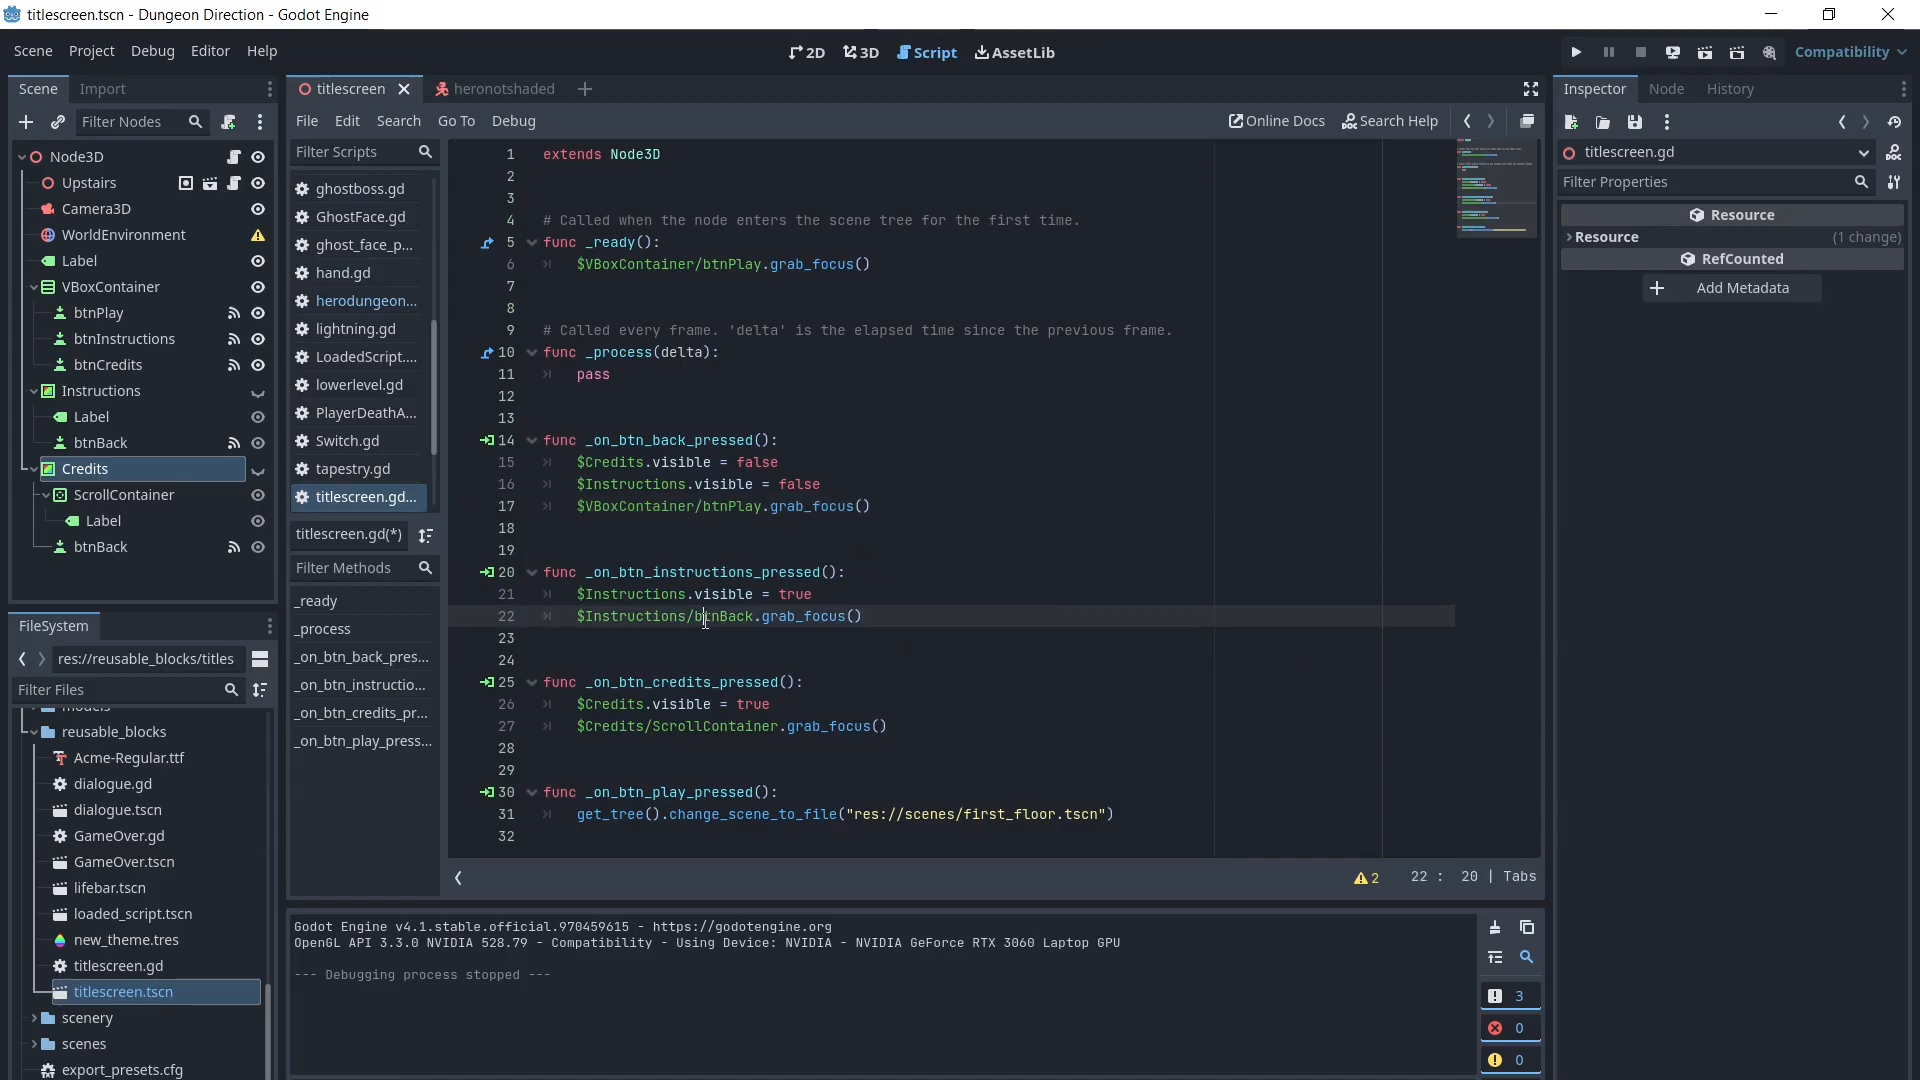 titlescreen.tscn - Dungeon Direction - Godot Engine
Scene Project Debug Editor Help
2D 3D Script AssetLib
Compatibility
Scene Import
Filter Nodes
Node3D
Upstairs
Camera3D
WorldEnvironment
Label
VBoxContainer
btnPlay
btnInstructions
btnCredits
Instructions
Label
btnBack
Credits
ScrollContainer
Label
btnBack
FileSystem
res://reusable_blocks/titles
Filter Files
models
reusable_blocks
Acme-Regular.ttf
dialogue.gd
dialogue.tscn
GameOver.gd
GameOver.tscn
lifebar.tscn
loaded_script.tscn
new_theme.tres
titlescreen.gd
titlescreen.tscn
scenery
scenes
export_presets.cfg
titlescreen heronotshaded
File Edit Search Go To Debug
Online Docs Search Help
Filter Scripts
ghostboss.gd
GhostFace.gd
ghost_face_p...
hand.gd
herodungeon...
lightning.gd
LoadedScript....
lowerlevel.gd
PlayerDeathA...
Switch.gd
tapestry.gd
titlescreen.gd...
titlescreen.gd(*)
Filter Methods
_ready
_process
_on_btn_back_pres...
_on_btn_instructio...
_on_btn_credits_pr...
_on_btn_play_press...
1 extends Node3D
2
3
4 # Called when the node enters the scene tree for the first time.
5 func _ready():
6 $VBoxContainer/btnPlay.grab_focus()
7
8
9 # Called every frame. 'delta' is the elapsed time since the previous frame.
10 func _process(delta):
11 pass
12
13
14 func _on_btn_back_pressed():
15 $Credits.visible = false
16 $Instructions.visible = false
17 $VBoxContainer/btnPlay.grab_focus()
18
19
20 func _on_btn_instructions_pressed():
21 $Instructions.visible = true
22 $Instructions/btnBack.grab_focus()
23
24
25 func _on_btn_credits_pressed():
26 $Credits.visible = true
27 $Credits/ScrollContainer.grab_focus()
28
29
30 func _on_btn_play_pressed():
31 get_tree().change_scene_to_file("res://scenes/first_floor.tscn")
32
2 22 : 20 | Tabs
Godot Engine v4.1.stable.official.970459615 - https://godotengine.org
OpenGL API 3.3.0 NVIDIA 528.79 - Compatibility - Using Device: NVIDIA - NVIDIA GeForce RTX 3060 Laptop GPU
--- Debugging process stopped ---
3
0
0
Inspector Node History
titlescreen.gd
Filter Properties
Resource
Resource (1 change)
RefCounted
Add Metadata